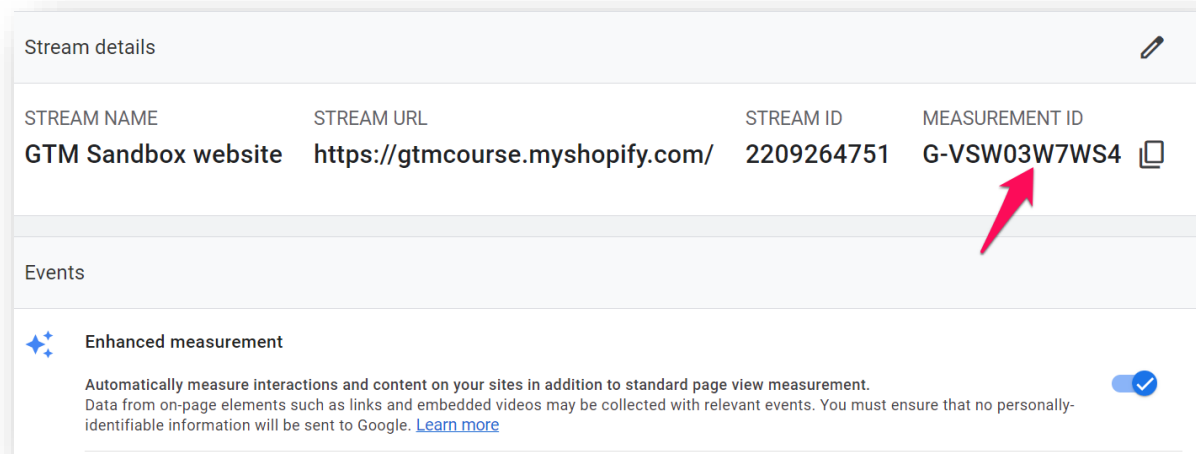 Stream details
STREAM NAME STREAM URL STREAM ID MEASUREMENT ID
GTM Sandbox website https://gtmcourse.myshopify.com/ 2209264751 G-VSW03W7WS4
Events
Enhanced measurement
Automatically measure interactions and content on your sites in addition to standard page view measurement.
Data from on-page elements such as links and embedded videos may be collected with relevant events. You must ensure that no personally-
identifiable information will be sent to Google. Learn more